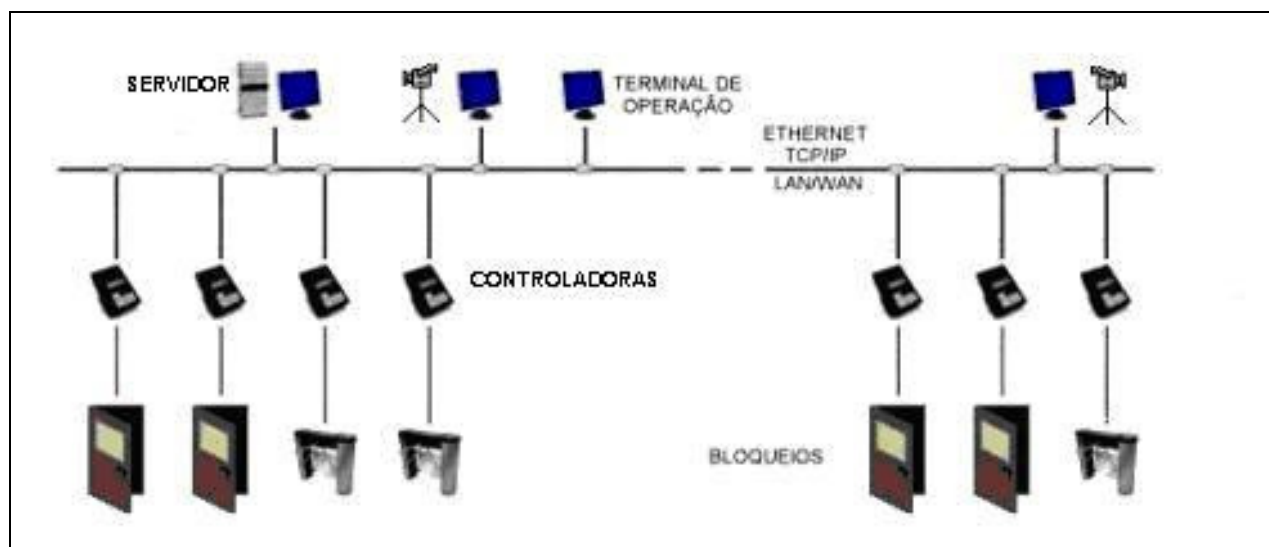 SERVIDOR
TERMINAL DE
OPERAÇÃO
ETHERNET
TCP/IP
LAN/WAN
CONTROLADORAS
BLOQUEIOS